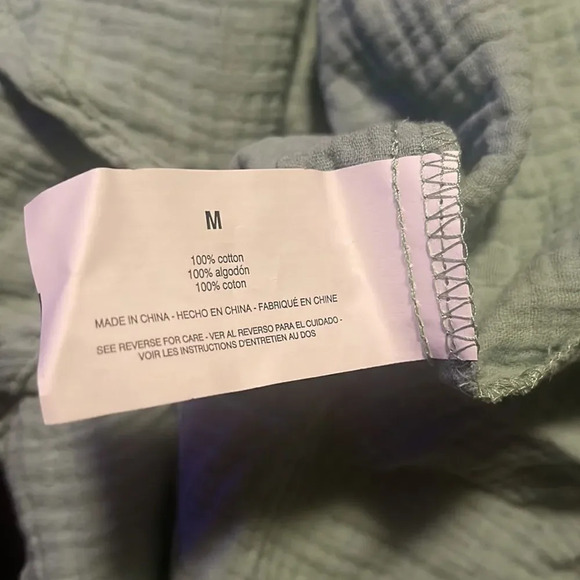 M
100% cotton
100% algodón
100% coton
MADE IN CHINA - HECHO EN CHINA - FABRIQUÉ EN CHINE
SEE REVERSE FOR CARE - VER AL REVERSO PARA EL CUIDADO -
VOIR LES INSTRUCTIONS D'ENTRETIEN AU DOS